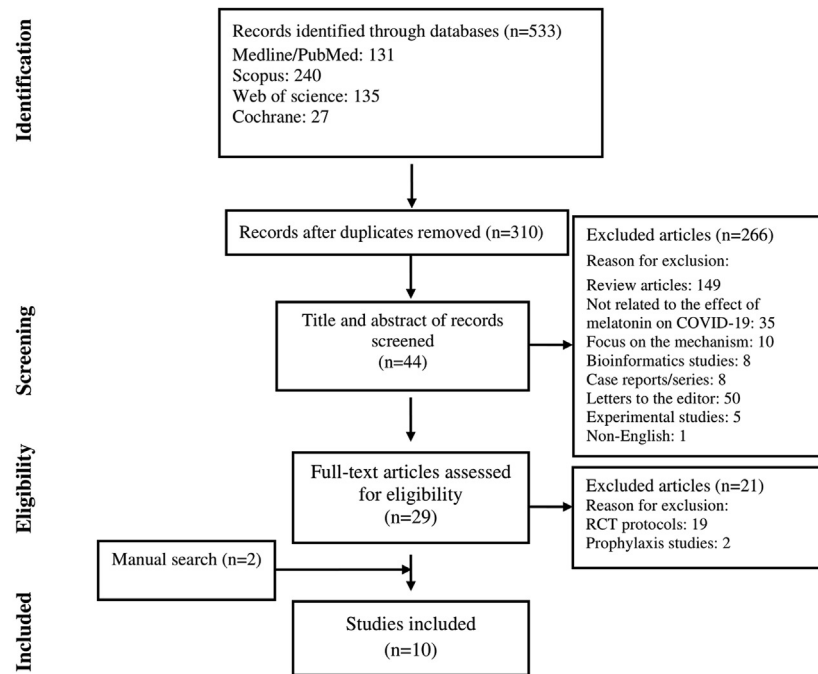 Identification
Records identified through databases (n=533)
Medline/PubMed: 131
Scopus: 240
Web of science: 135
Cochrane: 27
Records after duplicates removed (n=310)
Screening
Title and abstract of records
screened
(n=44)
Excluded articles (n=266)
Reason for exclusion:
Review articles: 149
Not related to the effect of
melatonin on COVID-19: 35
Focus on the mechanism: 10
Bioinformatics studies: 8
Case reports/series: 8
Letters to the editor: 50
Experimental studies: 5
Non-English: 1
Eligibility
Full-text articles assessed
for eligibility
(n=29)
Excluded articles (n=21)
Reason for exclusion:
RCT protocols: 19
Prophylaxis studies: 2
Manual search (n=2)
Included
Studies included
(n=10)